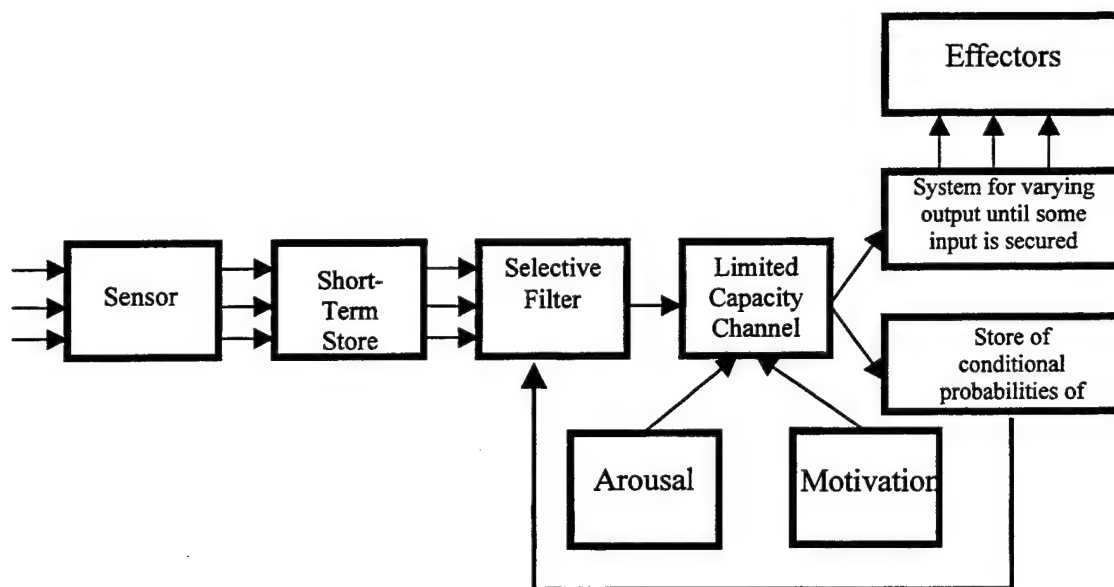 Effectors
System for varying
output until some
input is secured
Sensor
Short-
Term
Store
Selective
Filter
Limited
Capacity
Channel
Store of
conditional
probabilities of
Arousal
Motivation